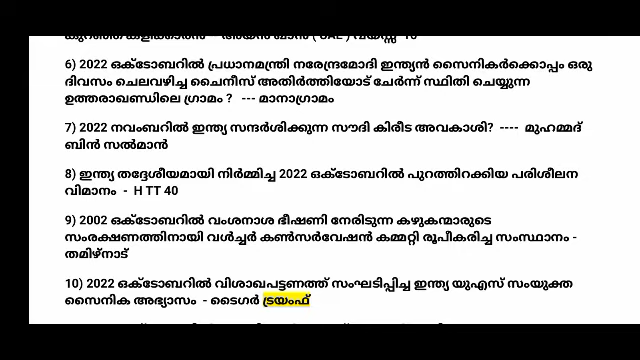 6) 2022 ഒക്ടോബറിൽ പ്രധാനമന്ത്രി നരേന്ദ്രമോദി ഇന്ത്യൻ സൈനികർക്കൊപ്പം ഒരു
ദിവസം ചെലവഴിച്ച ചൈനീസ് അതിർത്തിയോട് ചേർന്ന് സ്ഥിതി ചെയ്യുന്ന
ഉത്തരാഖണ്ഡിലെ ഗ്രാമം ? --- മാനാഗ്രാമം
7) 2022 നവംബറിൽ ഇന്ത്യ സന്ദർശിക്കുന്ന സൗദി കിരീട അവകാശി? ---- മുഹമ്മദ്
ബിൻ സൽമാൻ
8) ഇന്ത്യ തദ്ദേശീയമായി നിർമ്മിച്ച 2022 ഒക്ടോബറിൽ പുറത്തിറക്കിയ പരിശീലന
വിമാനം - H TT 40
9) 2002 ഒക്ടോബറിൽ വംശനാശ ഭീഷണി നേരിടുന്ന കഴുകന്മാരുടെ
സംരക്ഷണത്തിനായി വൾച്ചർ കൺസർവേഷൻ കമ്മറ്റി രൂപീകരിച്ച സംസ്ഥാനം -
തമിഴ്നാട്
10) 2022 ഒക്ടോബറിൽ വിശാഖപട്ടണത്ത് സംഘടിപ്പിച്ച ഇന്ത്യ യുഎസ് സംയുക്ത
സൈനിക അഭ്യാസം - ടൈഗർ ട്രയംഫ്